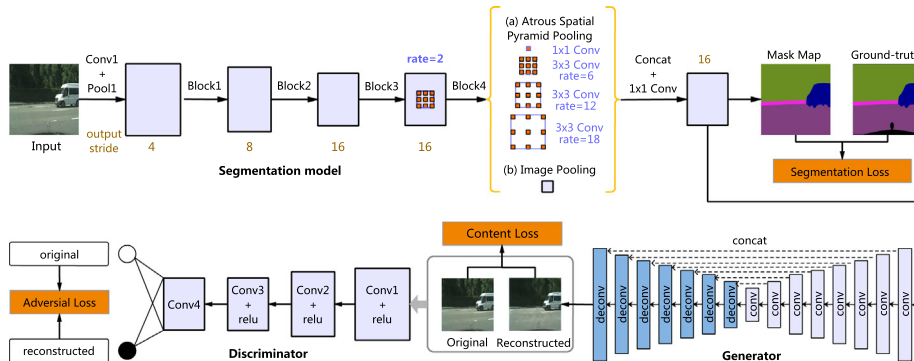 (a) Atrous Spatial
Pyramid Pooling
1x1 Conv
3x3 Conv
rate=6
3x3 Conv
rate=12
3x3 Conv
rate=18
(b) Image Pooling
Conv1
+
Pool1
Input
output
stride
4
Block1
8
Block2
16
Block3
rate=2
16
Block4
Segmentation model
Concat
+
1x1 Conv
16
Mask Map
Ground-trut
Segmentation Loss
original
Adversial Loss
reconstructed
Conv4
Conv3
+
relu
Conv2
+
relu
Conv1
+
relu
Discriminator
Content Loss
Original
Reconstructed
concat
deconv
deconv
deconv
deconv
deconv
deconv
deconv
conv
conv
conv
conv
conv
conv
conv
conv
Generator